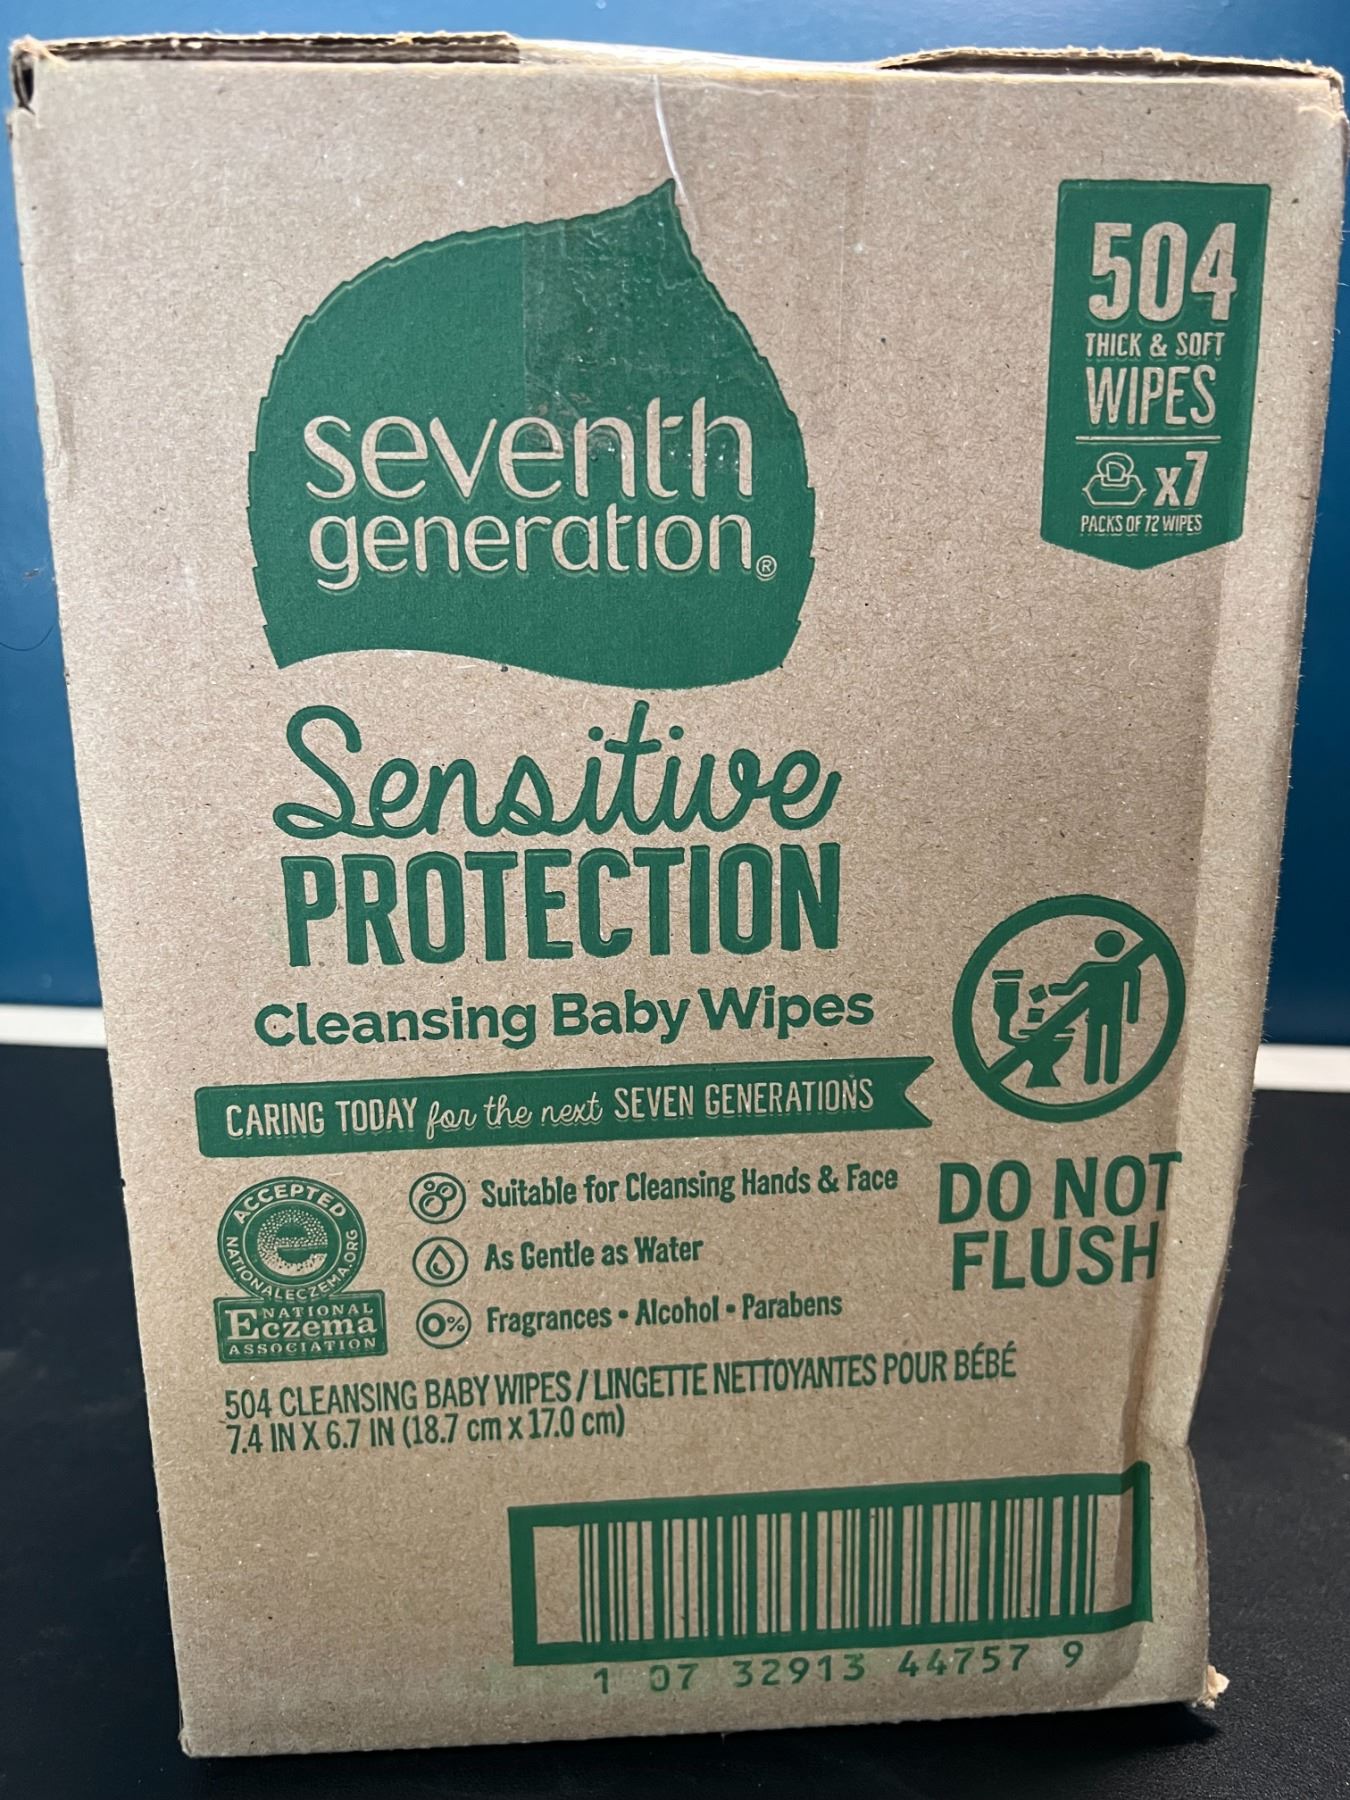 seventh
generation®
504
THICK & SOFT
WIPES
x7
PACKS OF 72 WIPES
Sensitive
PROTECTION
Cleansing Baby Wipes
CARING TODAY for the next SEVEN GENERATIONS
ACCEPTED
NATIONALECZEMA.ORG
NATIONAL
Eczema
ASSOCIATION
Suitable for Cleansing Hands & Face
As Gentle as Water
0% Fragrances • Alcohol • Parabens
DO NOT
FLUSH
504 CLEANSING BABY WIPES / LINGETTE NETTOYANTES POUR BÉBÉ
7.4 IN X 6.7 IN (18.7 cm x 17.0 cm)
1 07 32913 44757 9